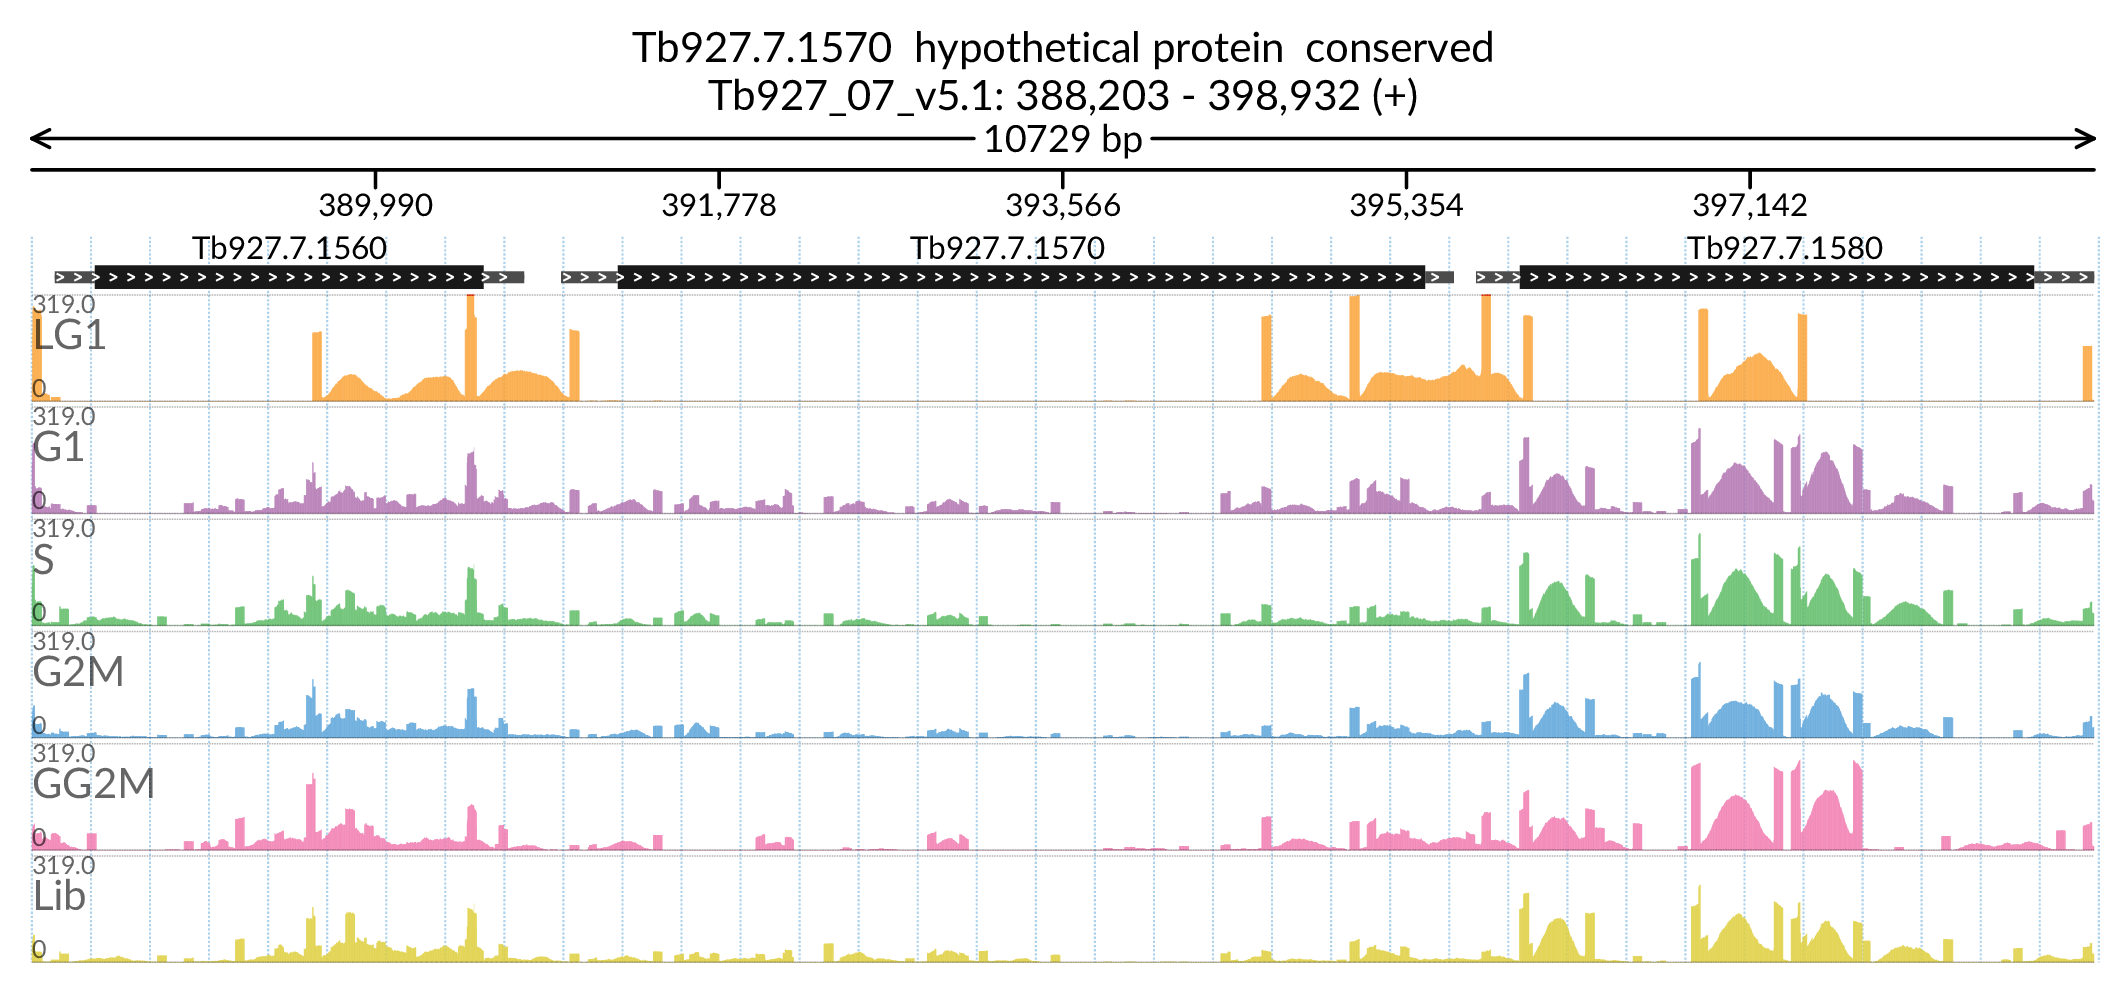 Tb927.7.1570  hypothetical protein  conserved
Tb927_07_v5.1: 388,203 - 398,932 (+)
10729 bp
389,990 391,778 393,566 395,354 397,142
Tb927.7.1560 Tb927.7.1570 Tb927.7.1580
319.0
LG1
0
319.0
G1
0
319.0
S
0
319.0
G2M
0
319.0
GG2M
0
319.0
Lib
0